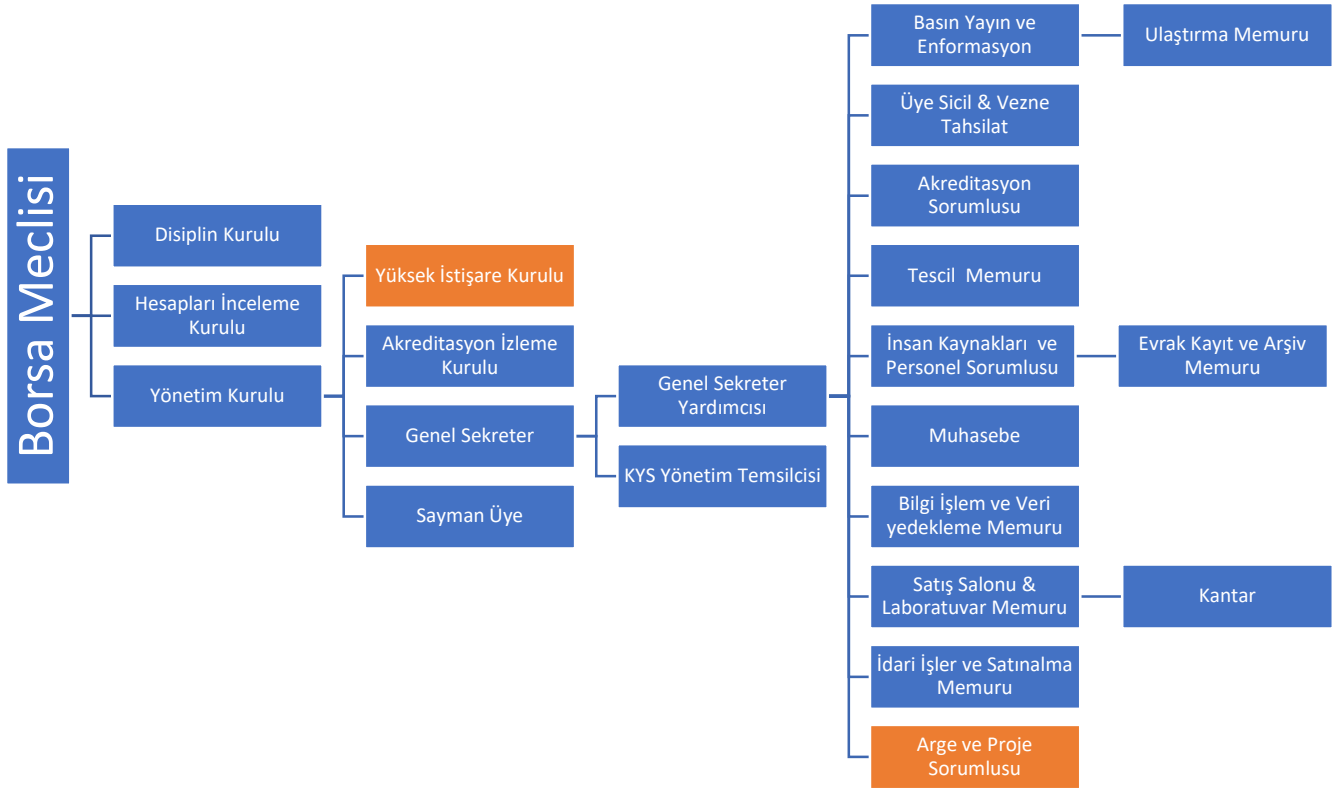 Borsa Meclisi
Disiplin Kurulu
Hesapları İnceleme
Kurulu
Yönetim Kurulu
Yüksek İstişare Kurulu
Akreditasyon İzleme
Kurulu
Genel Sekreter
Sayman Üye
Genel Sekreter
Yardımcısı
KYS Yönetim Temsilcisi
Basın Yayın ve
Enformasyon
Ulaştırma Memuru
Üye Sicil & Vezne
Tahsilat
Akreditasyon
Sorumlusu
Tescil Memuru
İnsan Kaynakları ve
Personel Sorumlusu
Evrak Kayıt ve Arşiv
Memuru
Muhasebe
Bilgi İşlem ve Veri
yedekleme Memuru
Satış Salonu &
Laboratuvar Memuru
Kantar
İdari İşler ve Satınalma
Memuru
Arge ve Proje
Sorumlusu